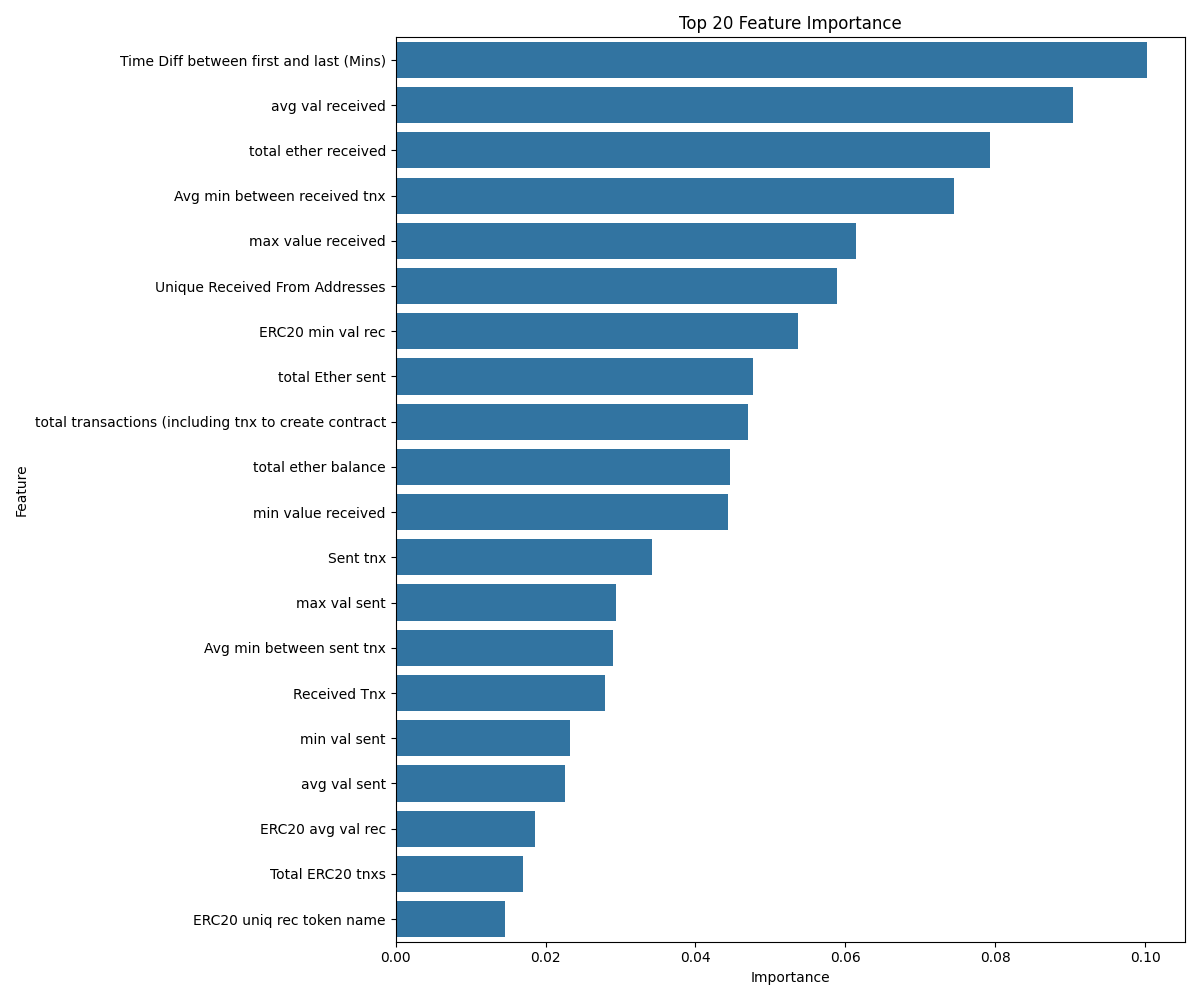 Top 20 Feature Importance
Time Diff between first and last (Mins)
avg val received
total ether received
Avg min between received tnx
max value received
Unique Received From Addresses
ERC20 min val rec
total Ether sent
total transactions (including tnx to create contract
total ether balance
min value received
Sent tnx
max val sent
Avg min between sent tnx
Received Tnx
min val sent
avg val sent
ERC20 avg val rec
Total ERC20 tnxs
ERC20 uniq rec token name
Feature
0.00 0.02 0.04 0.06 0.08 0.10
Importance